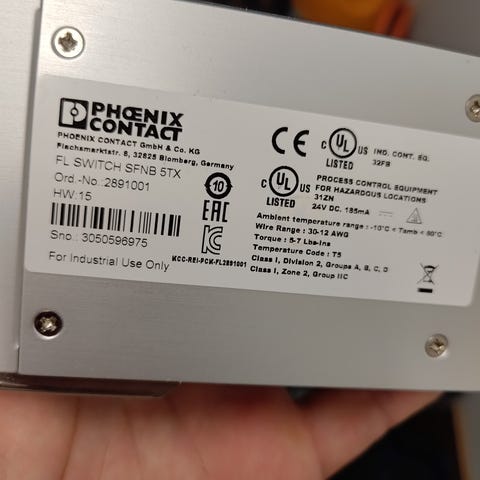 PHŒNIX
CONTACT
PHOENIX CONTACT GmbH & Co. KG
Flachsmarktstr. 8, 32825 Blomberg, Germany
FL SWITCH SFNB 5TX
Ord.-No.:2891001
HW:15
Sno.: 3050596975
For Industrial Use Only
10
EAC
KC
KCC-REI-PCK-FL2891001
CE
C UL US
LISTED
IND. CONT. EQ.
32FB
C UL US
LISTED
PROCESS CONTROL EQUIPMENT
FOR HAZARDOUS LOCATIONS
31ZN
24V DC, 185mA
Ambient temperature range : -10°C < Tamb < 60°C
Wire Range : 30-12 AWG
Torque : 5-7 Lbs-Ins
Temperature Code : T5
Class I, Division 2, Groups A, B, C, D
Class I, Zone 2, Group IIC